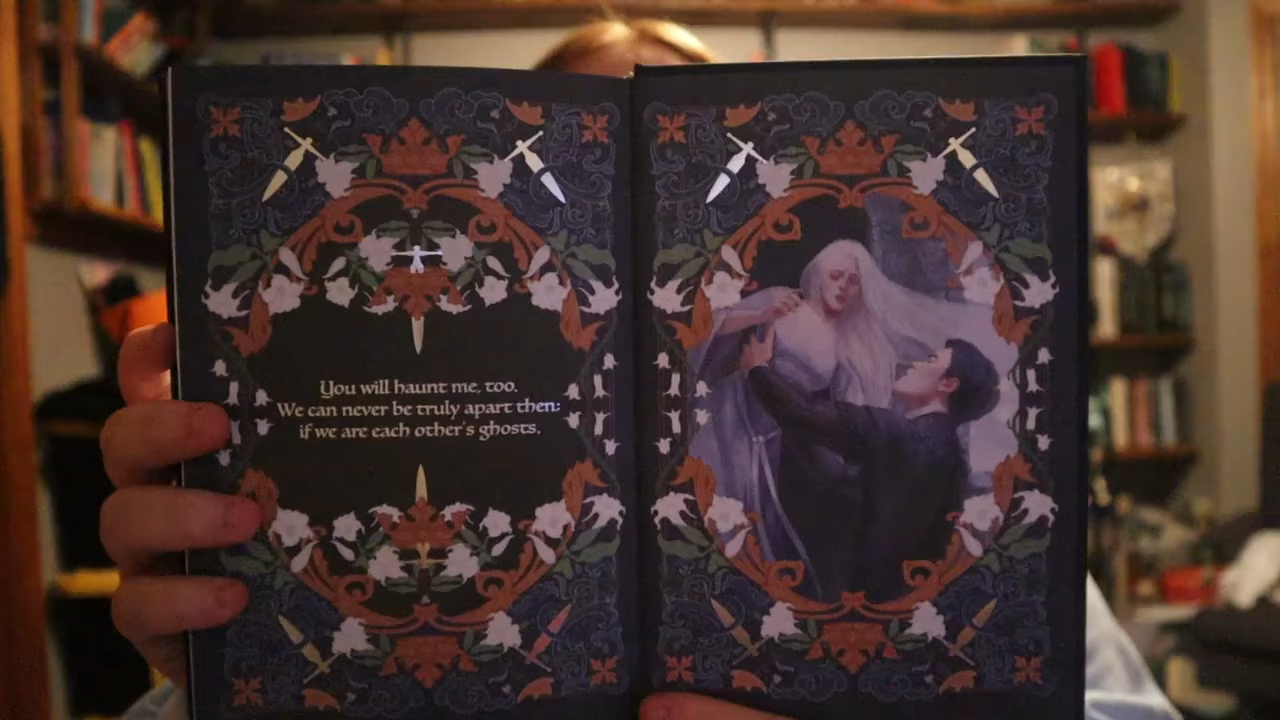 You will haunt me, too.
We can never be truly apart then:
if we are each other's ghosts.